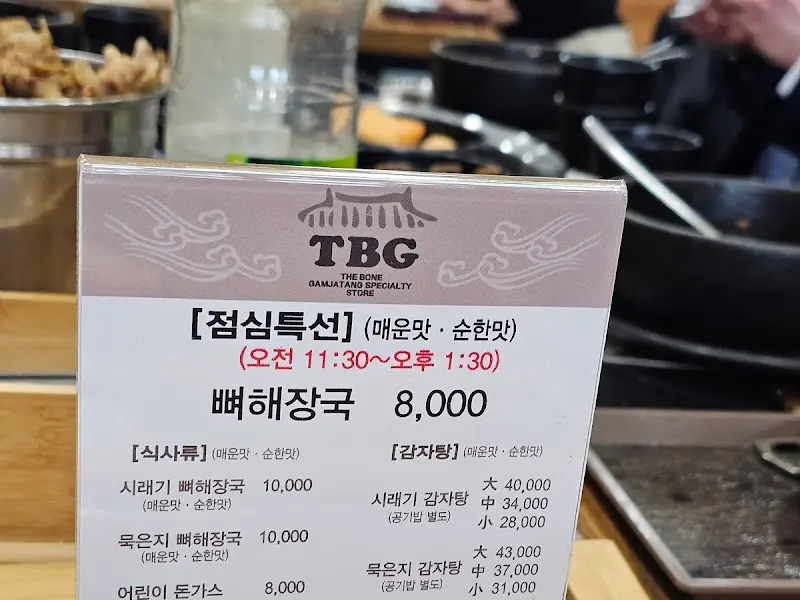 TBG
THE BONE
GAMJATANG SPECIALTY
STORE
[점심특선] (매운맛 · 순한맛)
(오전 11:30~오후 1:30)
뼈해장국 8,000
[식사류] (매운맛 · 순한맛)
시래기 뼈해장국 10,000
(매운맛 · 순한맛)
묵은지 뼈해장국 10,000
(매운맛 · 순한맛)
어린이 돈가스 8,000
[감자탕] (매운맛 · 순한맛)
大 40,000
시래기 감자탕 中 34,000
(공기밥 별도)
小 28,000
大 43,000
묵은지 감자탕 中 37,000
(공기밥 별도)
小 31,000